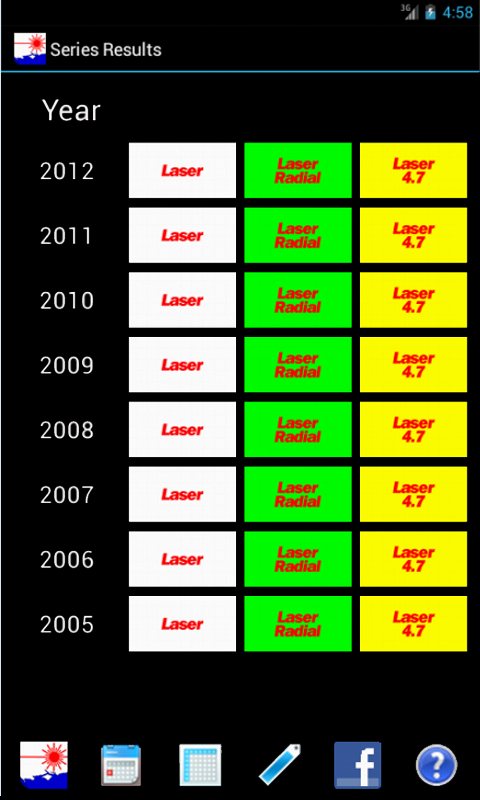 3G 4:58
Series Results
Year
2012 Laser Laser Radial Laser 4.7
2011 Laser Laser Radial Laser 4.7
2010 Laser Laser Radial Laser 4.7
2009 Laser Laser Radial Laser 4.7
2008 Laser Laser Radial Laser 4.7
2007 Laser Laser Radial Laser 4.7
2006 Laser Laser Radial Laser 4.7
2005 Laser Laser Radial Laser 4.7
f ?